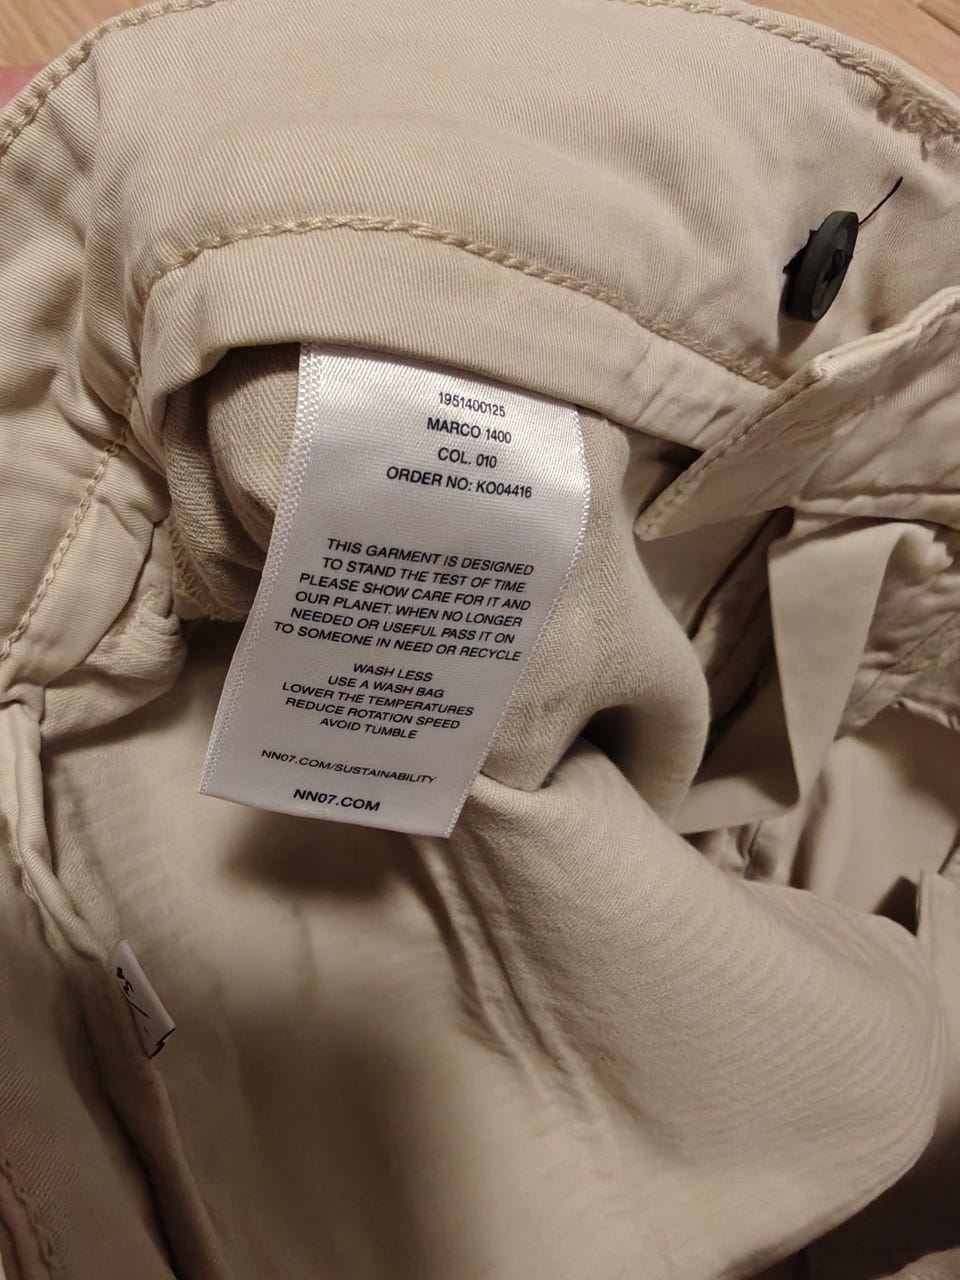 1951400125
MARCO 1400
COL. 010
ORDER NO: KO04416
THIS GARMENT IS DESIGNED
TO STAND THE TEST OF TIME
PLEASE SHOW CARE FOR IT AND
OUR PLANET. WHEN NO LONGER
NEEDED OR USEFUL PASS IT ON
TO SOMEONE IN NEED OR RECYCLE
WASH LESS
USE A WASH BAG
LOWER THE TEMPERATURES
REDUCE ROTATION SPEED
AVOID TUMBLE
NN07.COM/SUSTAINABILITY
NN07.COM